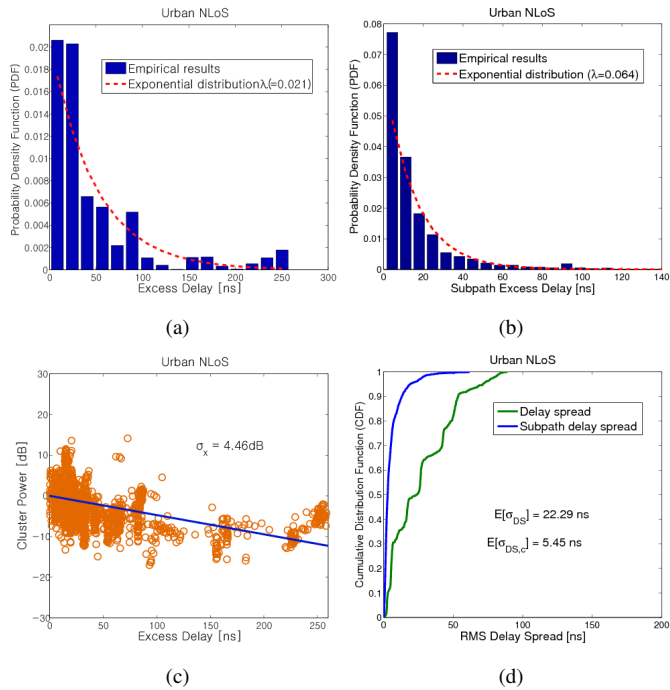 Urban NLoS
Probability Density Function (PDF)
0.02
0.018
0.016
0.014
0.012
0.01
0.008
0.006
0.004
0.002
0
Empirical results
Exponential distributionλ(=0.021)
0 50 100 150 200 250 300
Excess Delay [ns]
(a)
Urban NLoS
Probability Density Function (PDF)
0.08
0.07
0.06
0.05
0.04
0.03
0.02
0.01
0
Empirical results
Exponential distribution (λ=0.064)
0 20 40 60 80 100 120 140
Subpath Excess Delay [ns]
(b)
Urban NLoS
Cluster Power [dB]
30
20
10
0
-10
-20
-30
σx = 4.46dB
0 50 100 150 200 250
Excess Delay [ns]
(c)
Urban NLoS
Cumulative Distribution Function (CDF)
1
0.9
0.8
0.7
0.6
0.5
0.4
0.3
0.2
0.1
0
Delay spread
Subpath delay spread
E[σDS] = 22.29 ns
E[σDS,c] = 5.45 ns
0 50 100 150 200
RMS Delay Spread [ns]
(d)